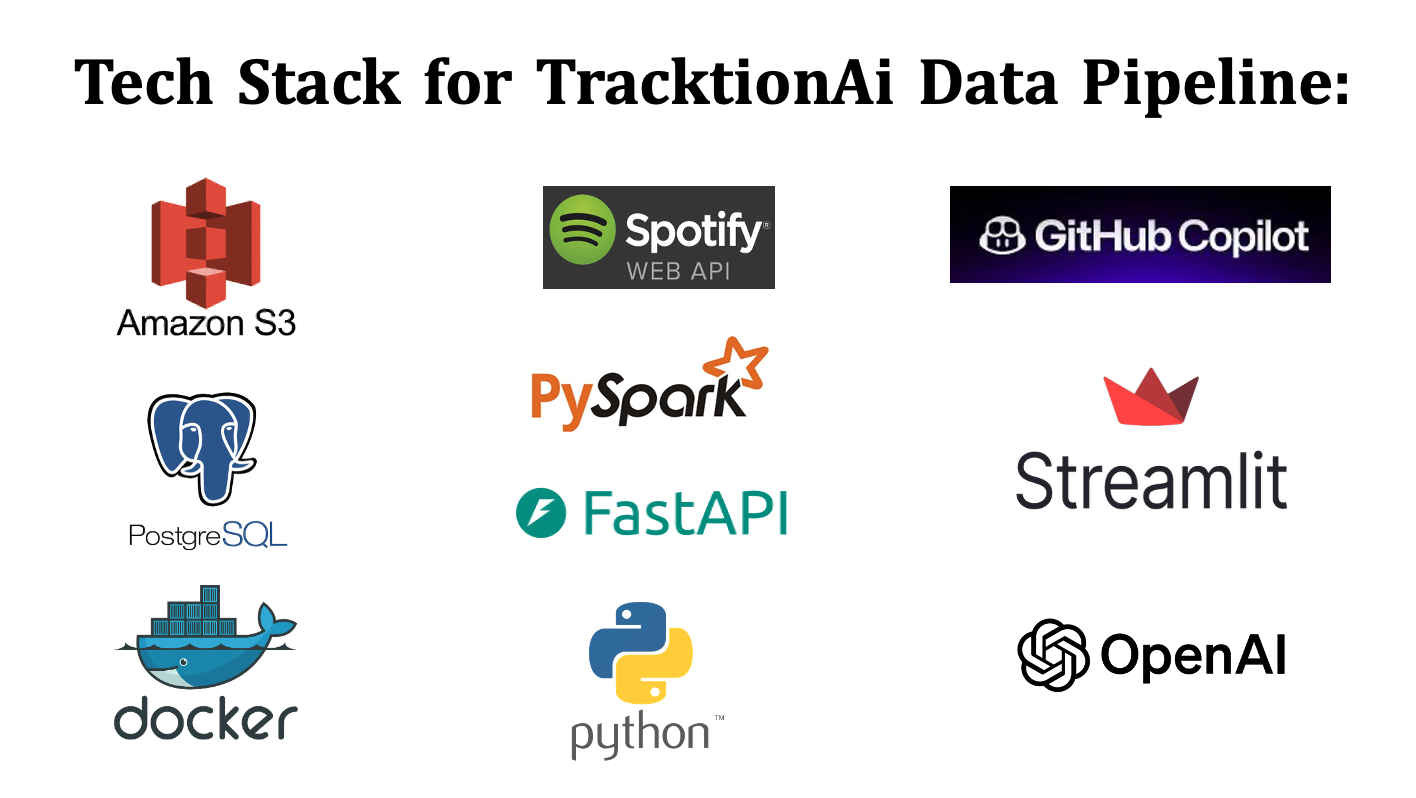 Tech Stack for TracktionAi Data Pipeline:
Amazon S3
PostgreSQL
docker
Spotify®
WEB API
PySpark
FastAPI
python™
GitHub Copilot
Streamlit
OpenAI